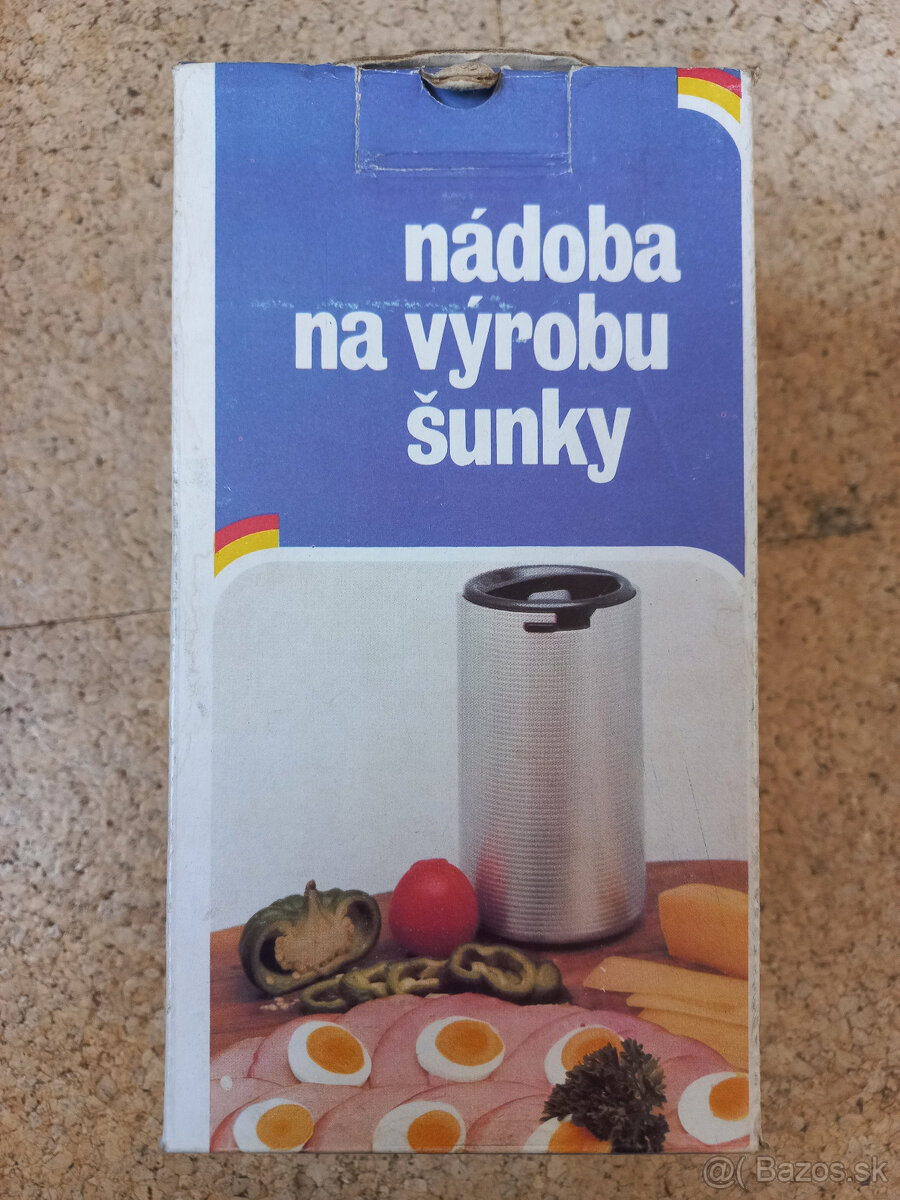 nádoba
na výrobu
šunky
@( Bazos.sk